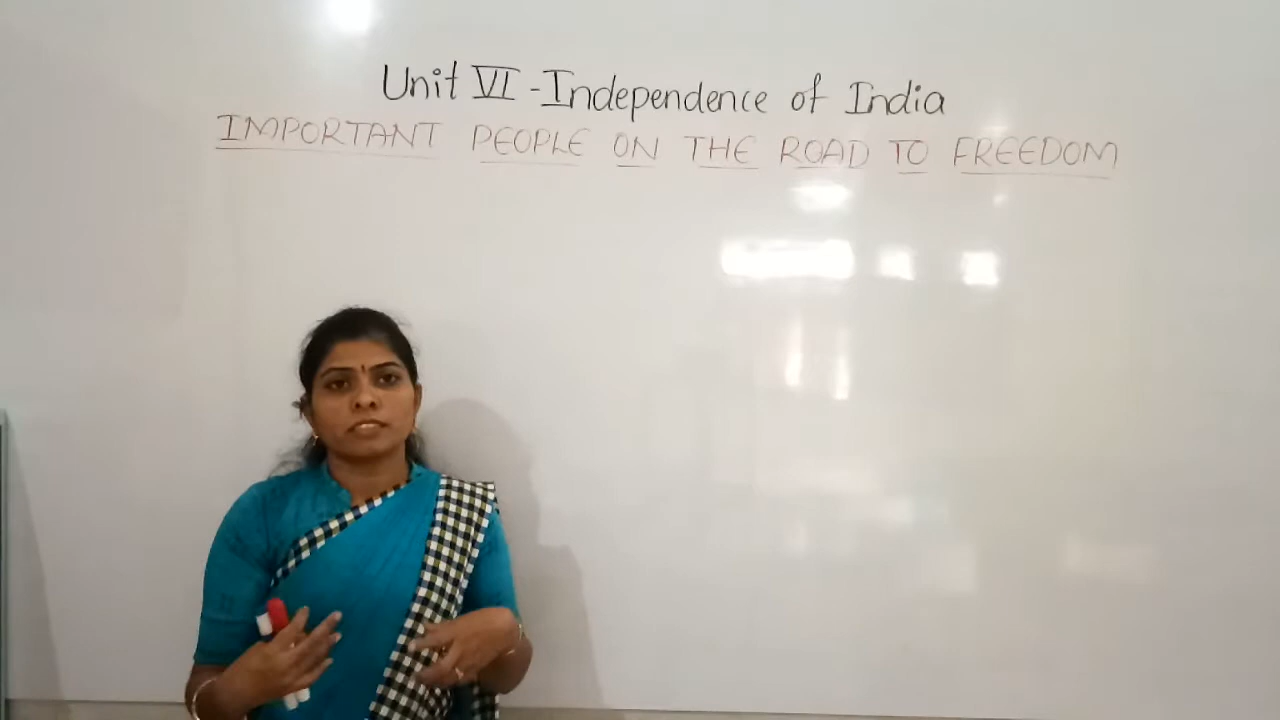 Unit VI - Independence of India
IMPORTANT PEOPLE ON THE ROAD TO FREEDOM